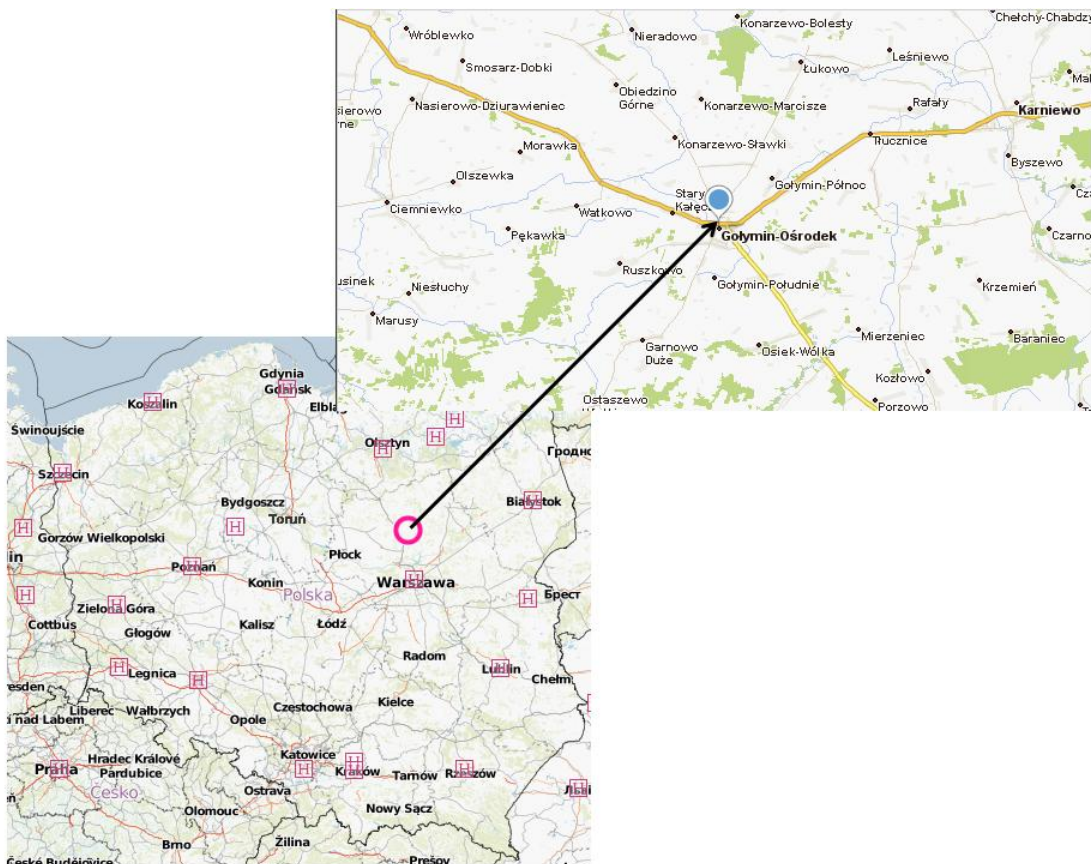 Konarzewo-Bolesty
Chełchy-Chabdzy
Wróblewko
Nieradowo
Leśniewo
Smosarz-Dobki
Łukowo
Obiedzino
Górne
Nasierowo-Dziurawieniec
Konarzewo-Marcisze
Rafały
Karniewo
Konarzewo-Sławki
Tłucznice
Morawka
Byszewo
Olszewka
Gołymin-Północ
Stary
Ciemniewko
Watkowo
Pękawka
Gołymin-Ośrodek
Ruszkowo
Gołymin-Południe
Krzemień
Niesłuchy
Marusy
Mierzeniec
Baraniec
Garnowo
Duże
Osiek-Wólka
Kozłowo
Ostaszewo
Porzowo
Gdynia
Gdańsk
Koszalin
Świnoujście
Olsztyn
Гродно
Szczecin
Bydgoszcz
Białystok
Toruń
Gorzów Wielkopolski
Płock
Poznań
Konin
Warszawa
Polska
Брест
Zielona Góra
Cottbus
Głogów
Kalisz
Łódź
Radom
Lublin
Legnica
Chełm
Liberec
Wałbrzych
Częstochowa
Kielce
Opole
Hradec Králové
Katowice
Praha
Pardubice
Kraków
Tarnów
Rzeszów
Česko
Ostrava
Olomouc
Nowy Sącz
Brno
Žilina
Prešov
České Budějovice
H